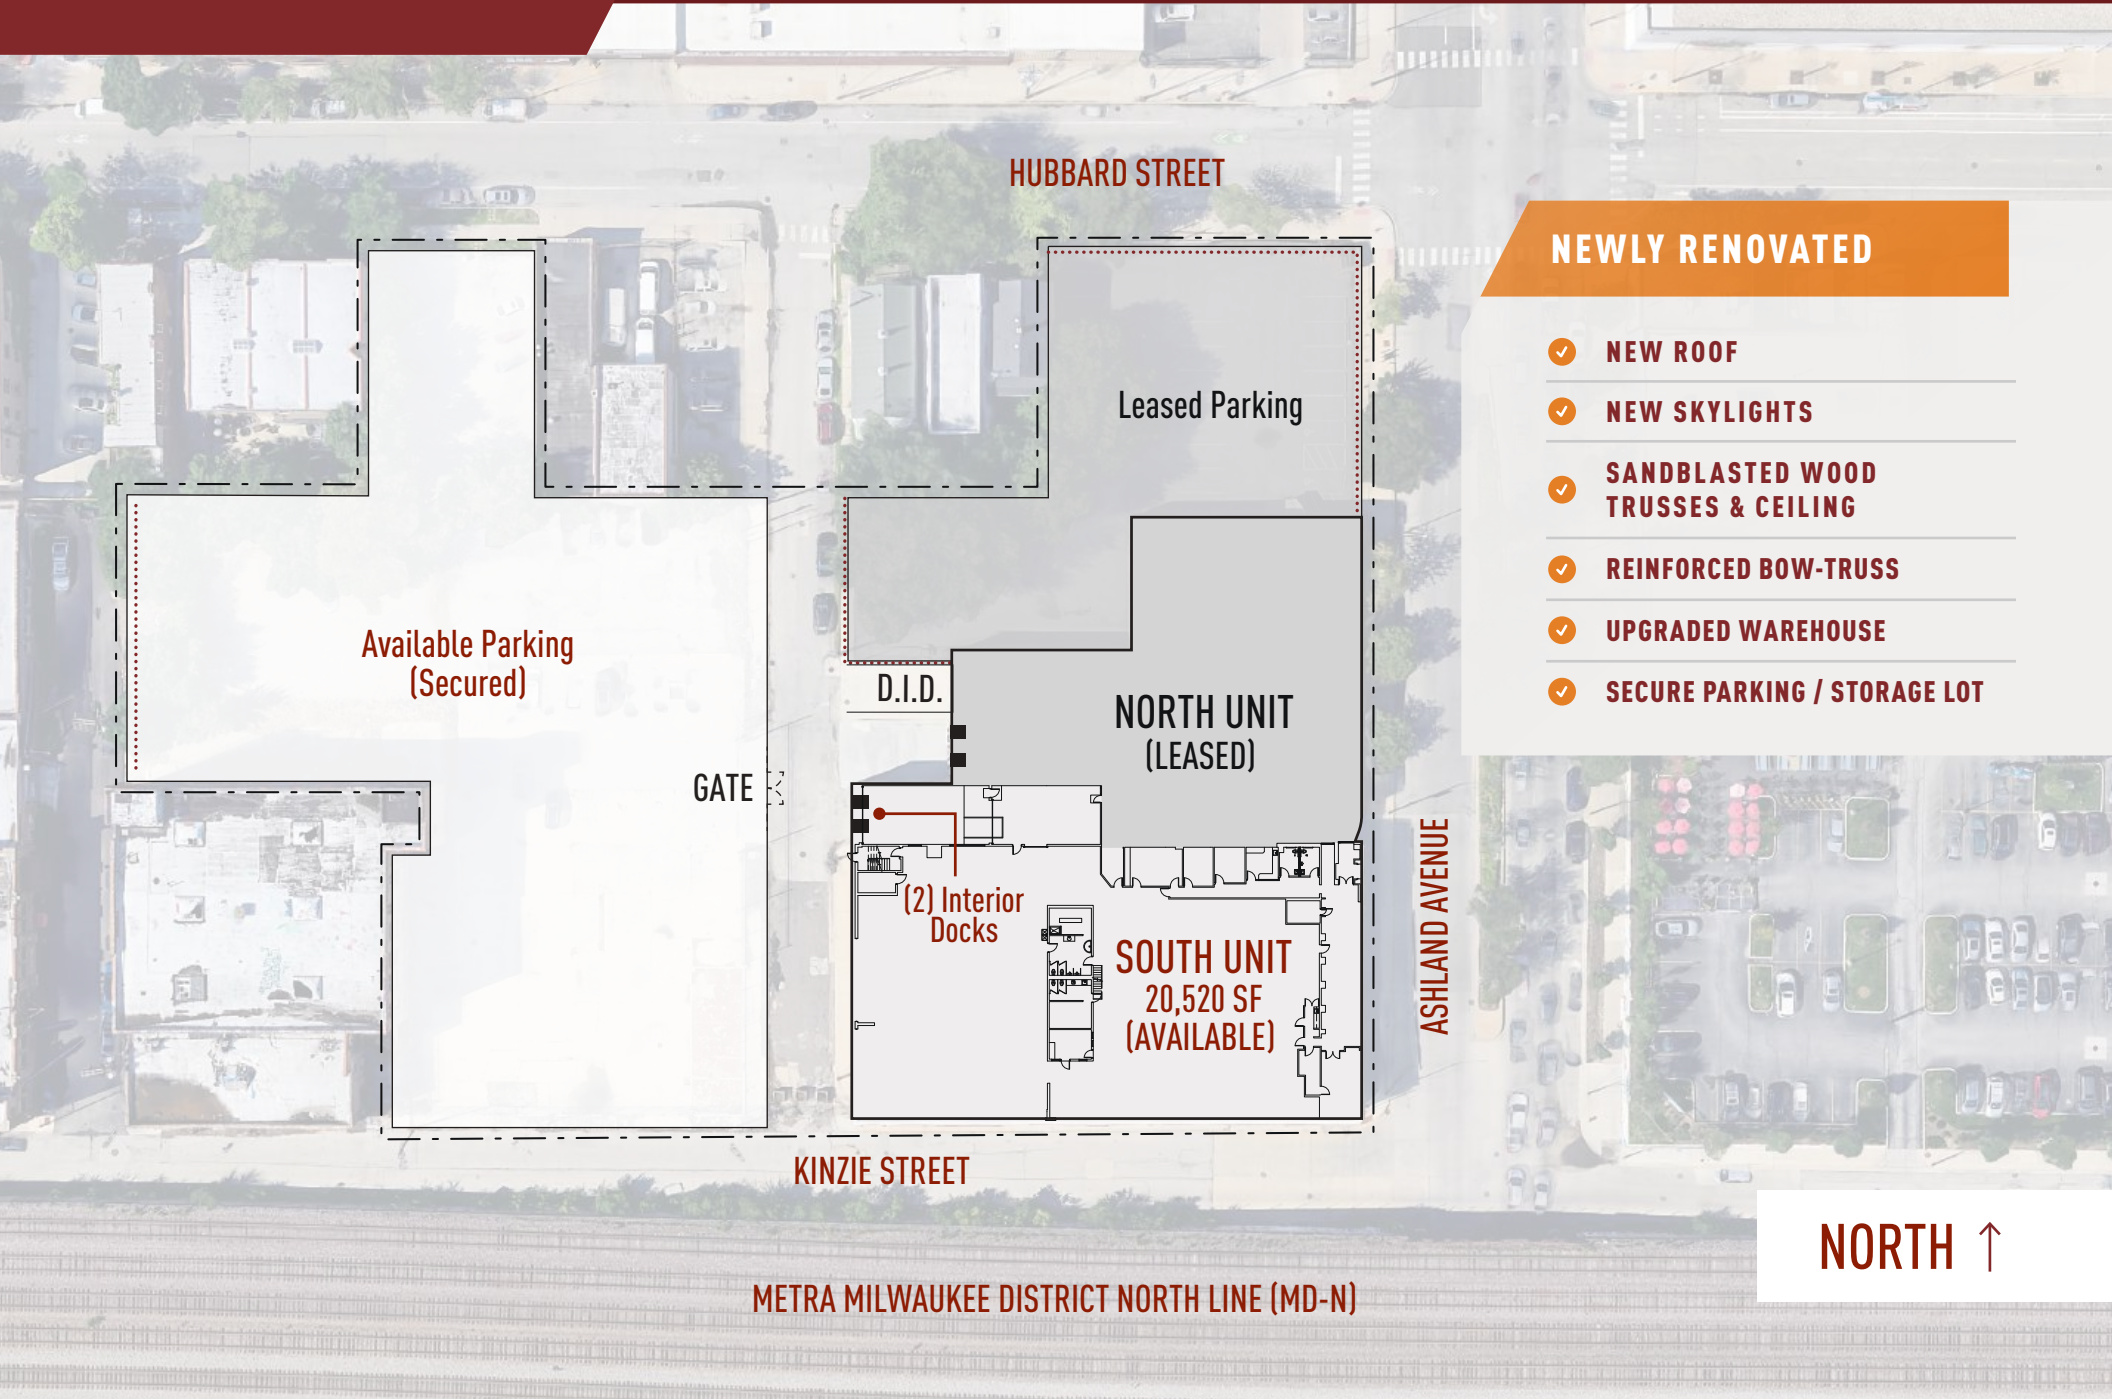 HUBBARD STREET
NEWLY RENOVATED
NEW ROOF
NEW SKYLIGHTS
SANDBLASTED WOOD
TRUSSES & CEILING
REINFORCED BOW-TRUSS
UPGRADED WAREHOUSE
SECURE PARKING / STORAGE LOT
Leased Parking
Available Parking
(Secured)
D.I.D.
NORTH UNIT
(LEASED)
GATE
(2) Interior
Docks
SOUTH UNIT
20,520 SF
(AVAILABLE)
ASHLAND AVENUE
KINZIE STREET
NORTH ↑
METRA MILWAUKEE DISTRICT NORTH LINE (MD-N)